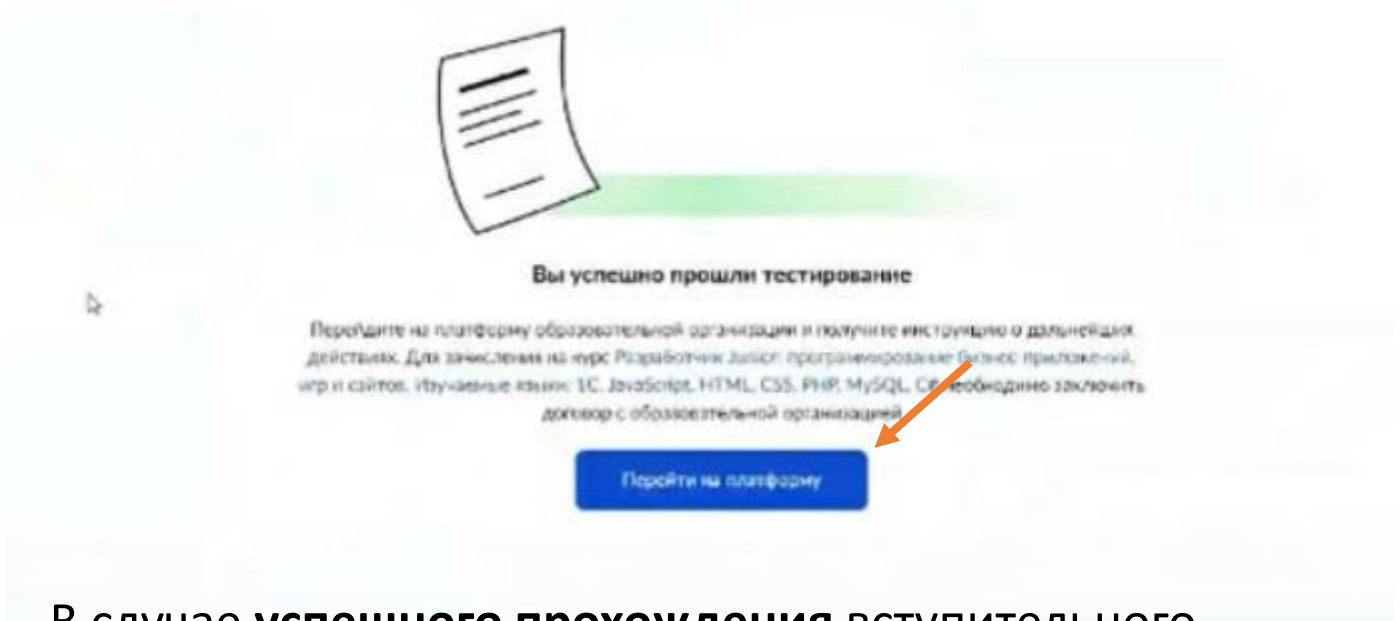 Вы успешно прошли тестирование
Перейдите на платформу образовательной организации и получите инструкцию о дальнейших
действиях. Для зачисления на курс Разработчик Junior: программирование бизнес приложений,
игр и сайтов. Изучаемые языки: 1C, JavaScript, HTML, CSS, PHP, MySQL, C# необходимо заключить
договор с образовательной организацией
Перейти на платформу
В случае успешного прохождения вступительного